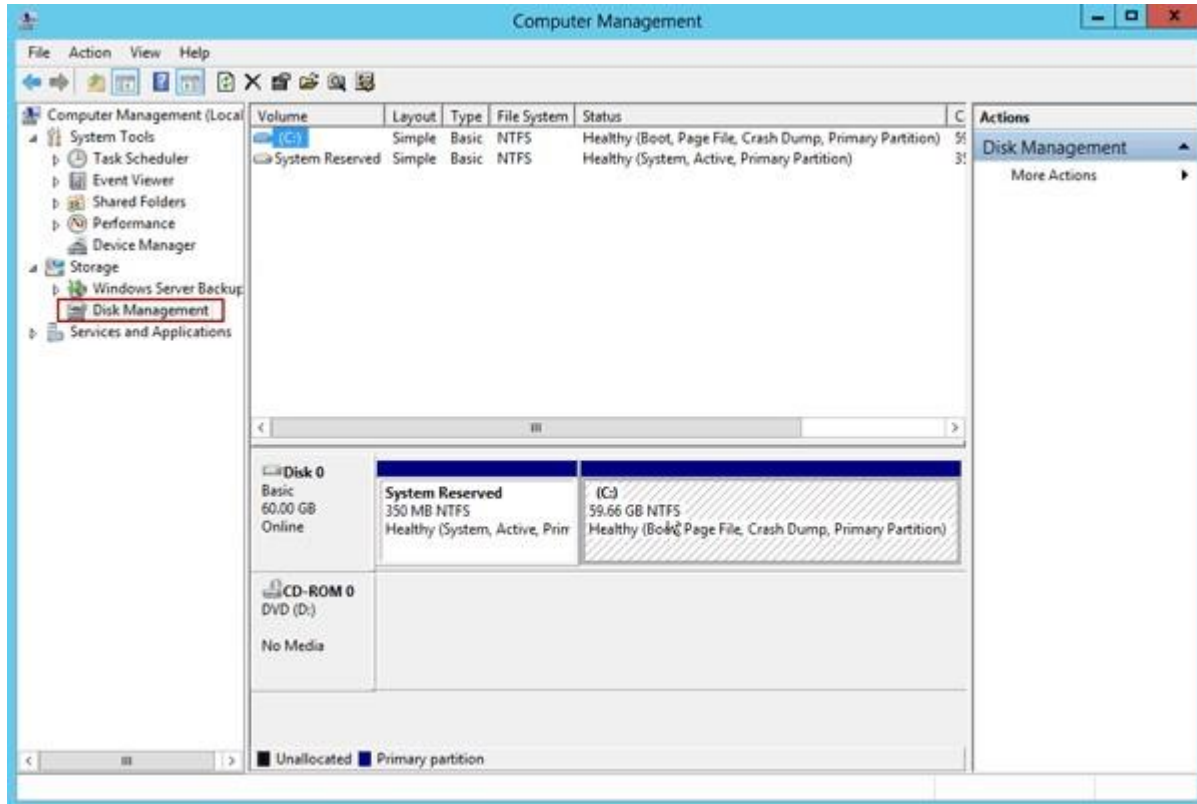 Computer Management
File Action View Help
Computer Management (Local
System Tools
Task Scheduler
Event Viewer
Shared Folders
Performance
Device Manager
Storage
Windows Server Backup
Disk Management
Services and Applications
Volume Layout Type File System Status C
(C:) Simple Basic NTFS Healthy (Boot, Page File, Crash Dump, Primary Partition)
System Reserved Simple Basic NTFS Healthy (System, Active, Primary Partition)
Disk 0
Basic
60.00 GB
Online
System Reserved
350 MB NTFS
Healthy (System, Active, Prim
(C:)
59.66 GB NTFS
Healthy (Boot, Page File, Crash Dump, Primary Partition)
CD-ROM 0
DVD (D:)
No Media
Unallocated Primary partition
Actions
Disk Management
More Actions